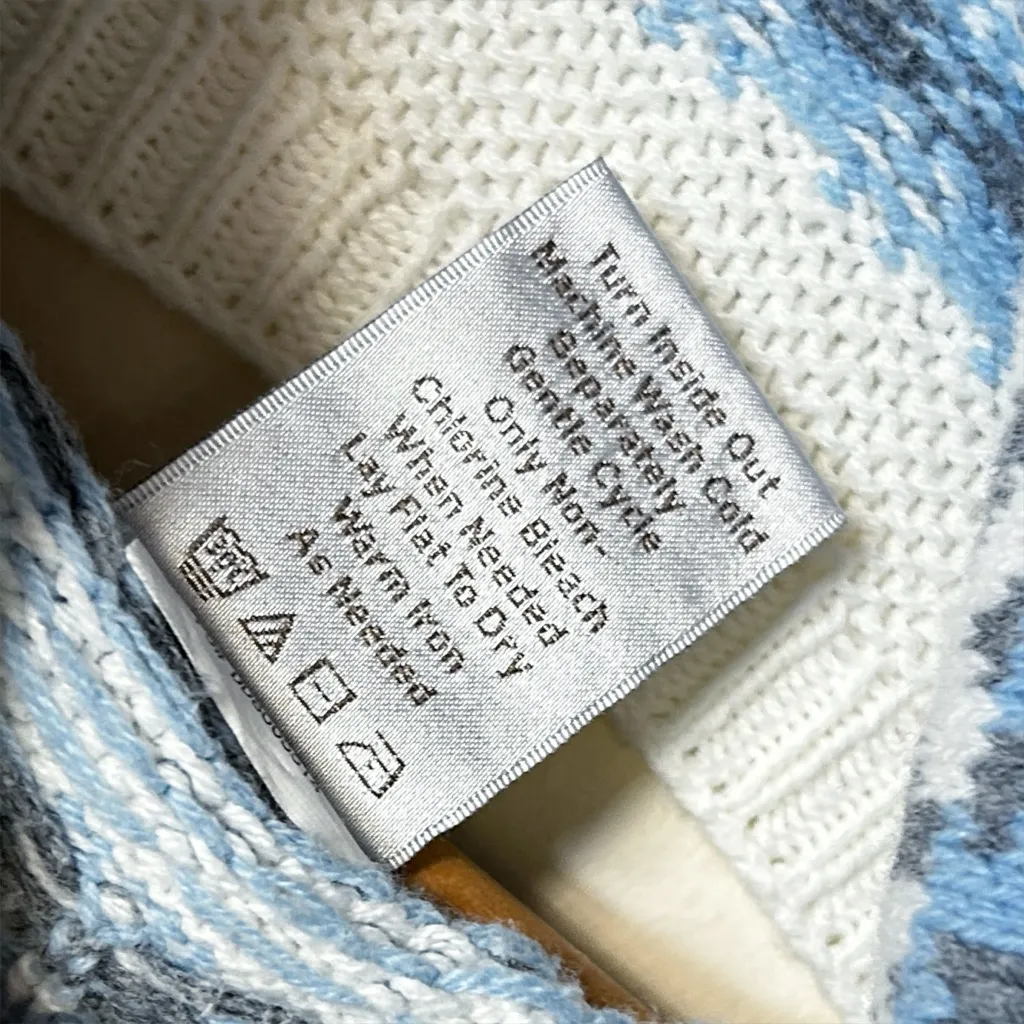 Turn Inside Out
Machine Wash Cold
Separately
Gentle Cycle
Only Non-
Chlorine Bleach
When Needed
Lay Flat To Dry
Warm Iron
As Needed